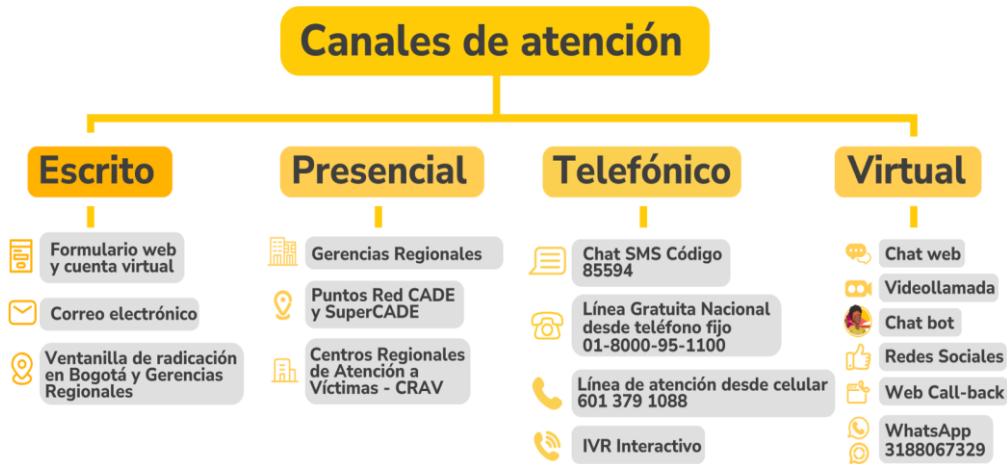 Canales de atención
Escrito
Formulario web
y cuenta virtual
Correo electrónico
Ventanilla de radicación
en Bogotá y Gerencias
Regionales
Presencial
Gerencias Regionales
Puntos Red CADE
y SuperCADE
Centros Regionales
de Atención a
Víctimas - CRAV
Telefónico
Chat SMS Código
85594
Línea Gratuita Nacional
desde teléfono fijo
01-8000-95-1100
Línea de atención desde celular
601 379 1088
IVR Interactivo
Virtual
Chat web
Videollamada
Chat bot
Redes Sociales
Web Call-back
WhatsApp
3188067329